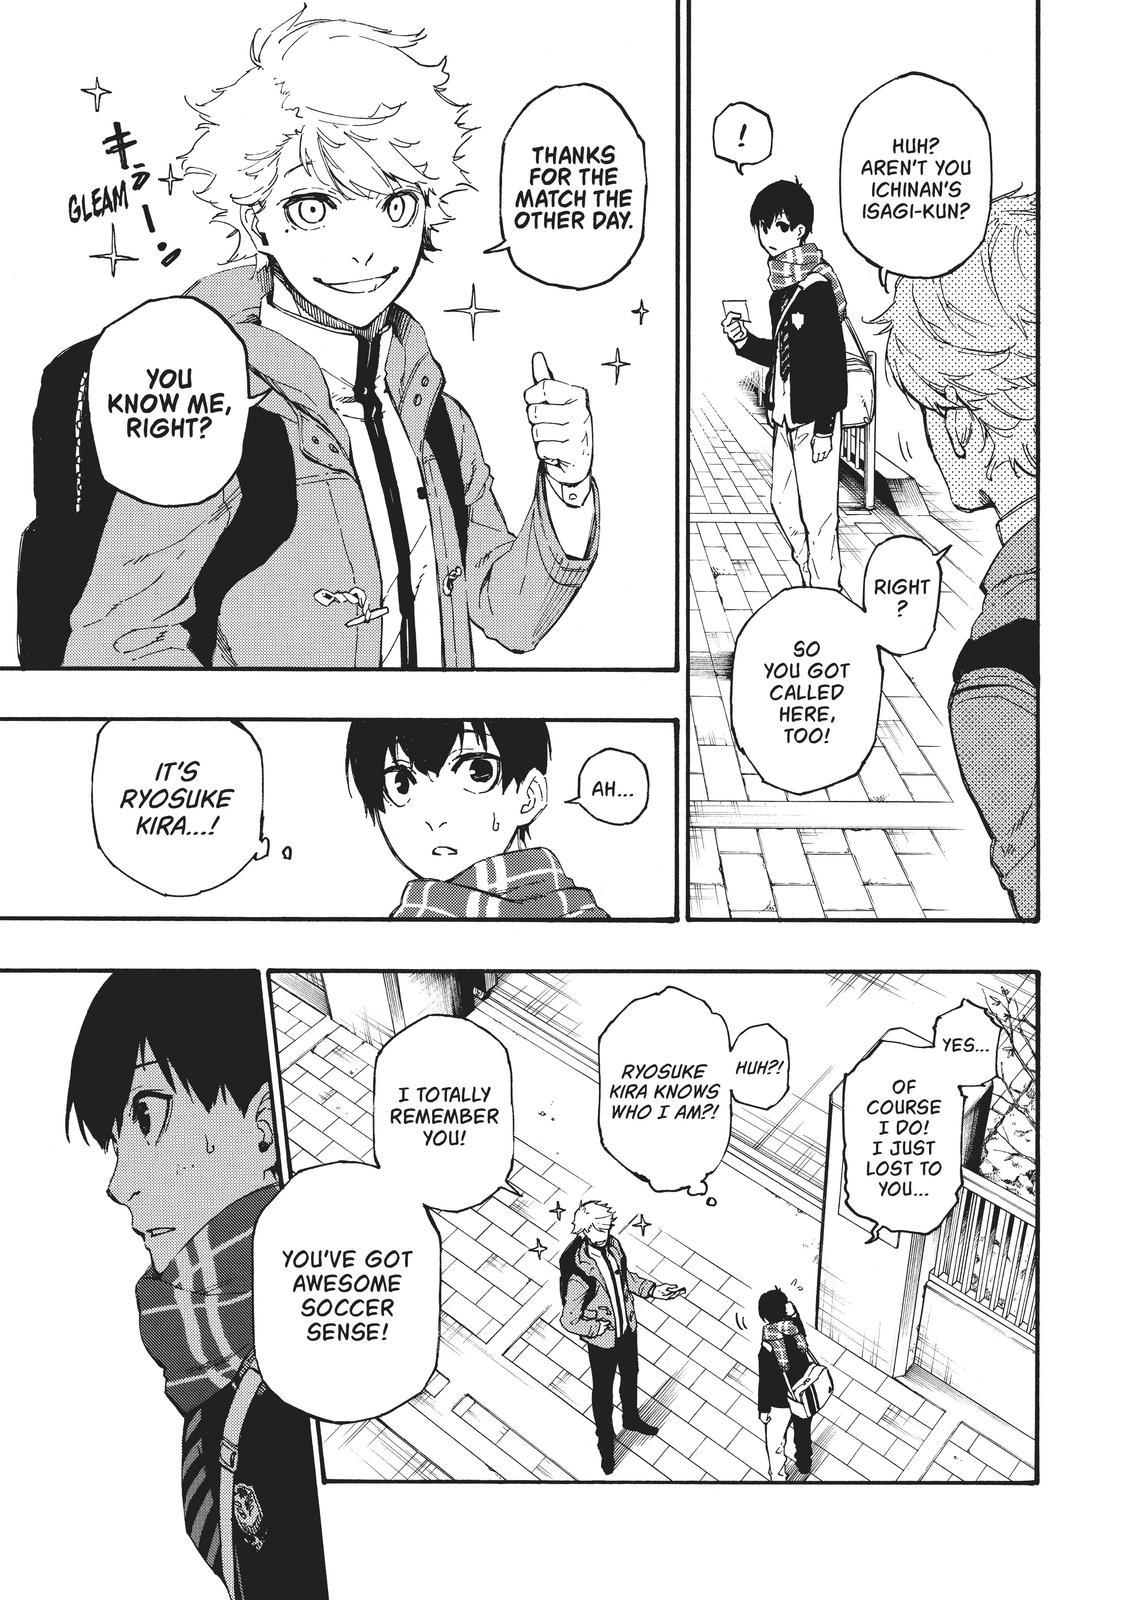 HUH?
AREN'T YOU
ICHINAN'S
ISAGI-KUN?
!
RIGHT
?
SO
YOU GOT
CALLED
HERE,
TOO!
THANKS
FOR THE
MATCH THE
OTHER DAY.
キラーン
GLEAM
YOU
KNOW ME,
RIGHT?
AH...
IT'S
RYOSUKE
KIRA...!
YES...
OF
COURSE
I DO!
I JUST
LOST TO
YOU...
HUH?!
RYOSUKE
KIRA KNOWS
WHO I AM?!
I TOTALLY
REMEMBER
YOU!
YOU'VE GOT
AWESOME
SOCCER
SENSE!